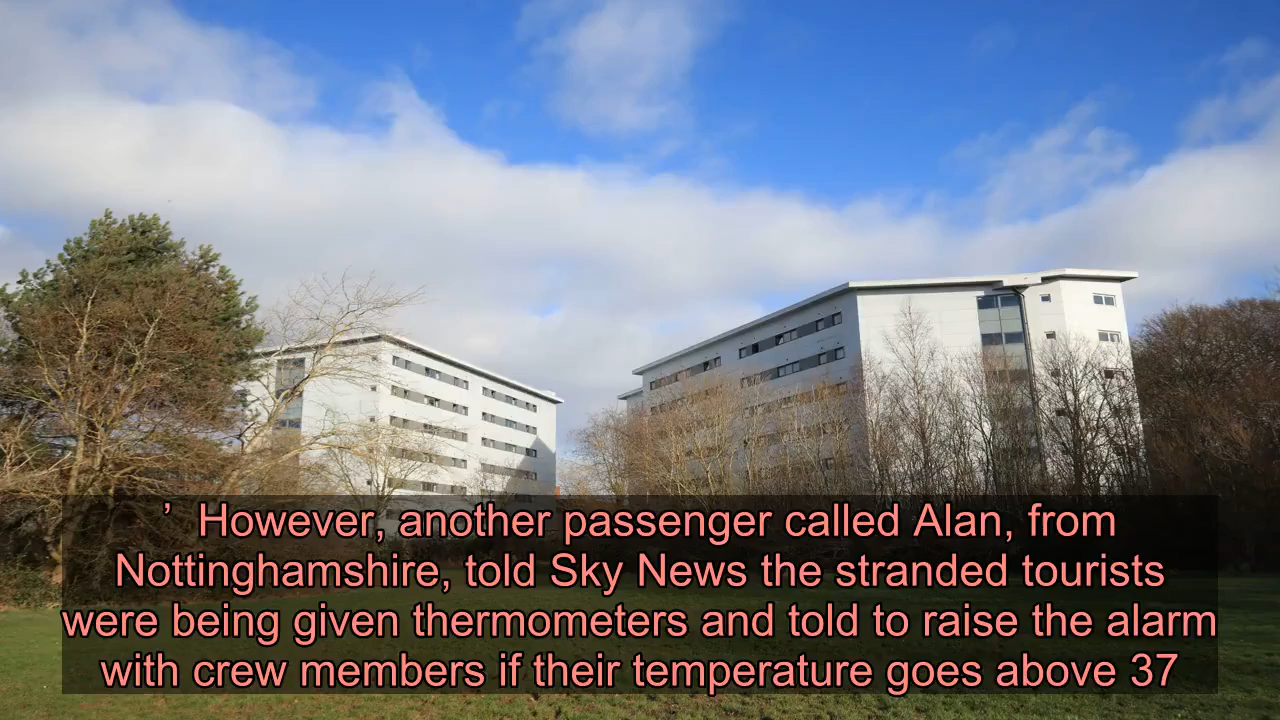 ’ However, another passenger called Alan, from
Nottinghamshire, told Sky News the stranded tourists
were being given thermometers and told to raise the alarm
with crew members if their temperature goes above 37